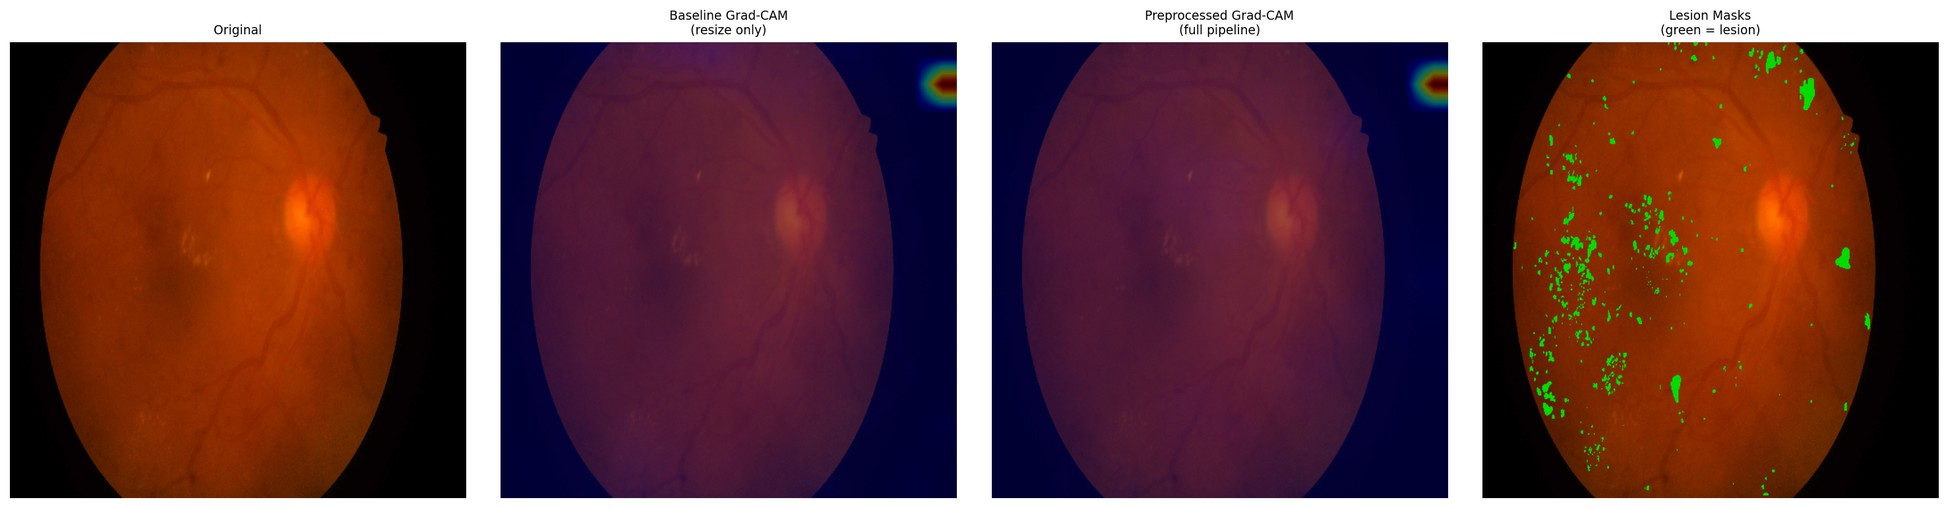 Original
Baseline Grad-CAM
(resize only)
Preprocessed Grad-CAM
(full pipeline)
Lesion Masks
(green = lesion)